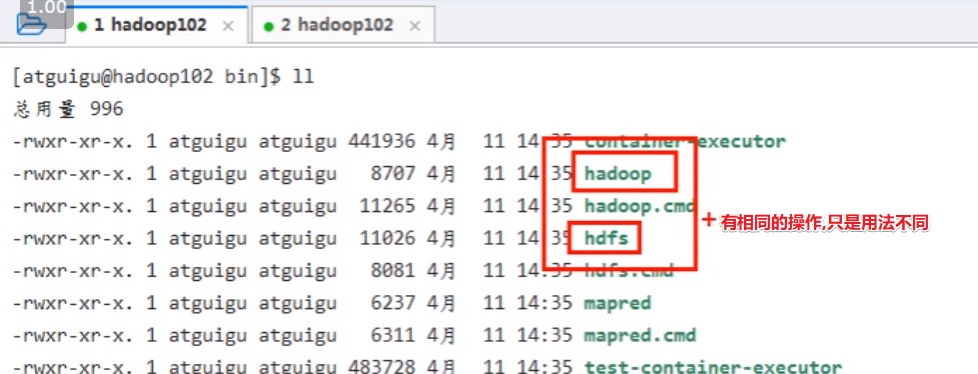 1.00
1 hadoop102 × 2 hadoop102 ×
[atguigu@hadoop102 bin]$ ll
总用量 996
-rwxr-xr-x. 1 atguigu atguigu 441936 4月 11 14:35 container-executor
-rwxr-xr-x. 1 atguigu atguigu 8707 4月 11 14:35 hadoop
-rwxr-xr-x. 1 atguigu atguigu 11265 4月 11 14:35 hadoop.cmd
+ 有相同的操作,只是用法不同
-rwxr-xr-x. 1 atguigu atguigu 11026 4月 11 14:35 hdfs
-rwxr-xr-x. 1 atguigu atguigu 8081 4月 11 14:35 hdfs.cmd
-rwxr-xr-x. 1 atguigu atguigu 6237 4月 11 14:35 mapred
-rwxr-xr-x. 1 atguigu atguigu 6311 4月 11 14:35 mapred.cmd
-rwxr-xr-x. 1 atguigu atguigu 483728 4月 11 14:35 test-container-executor